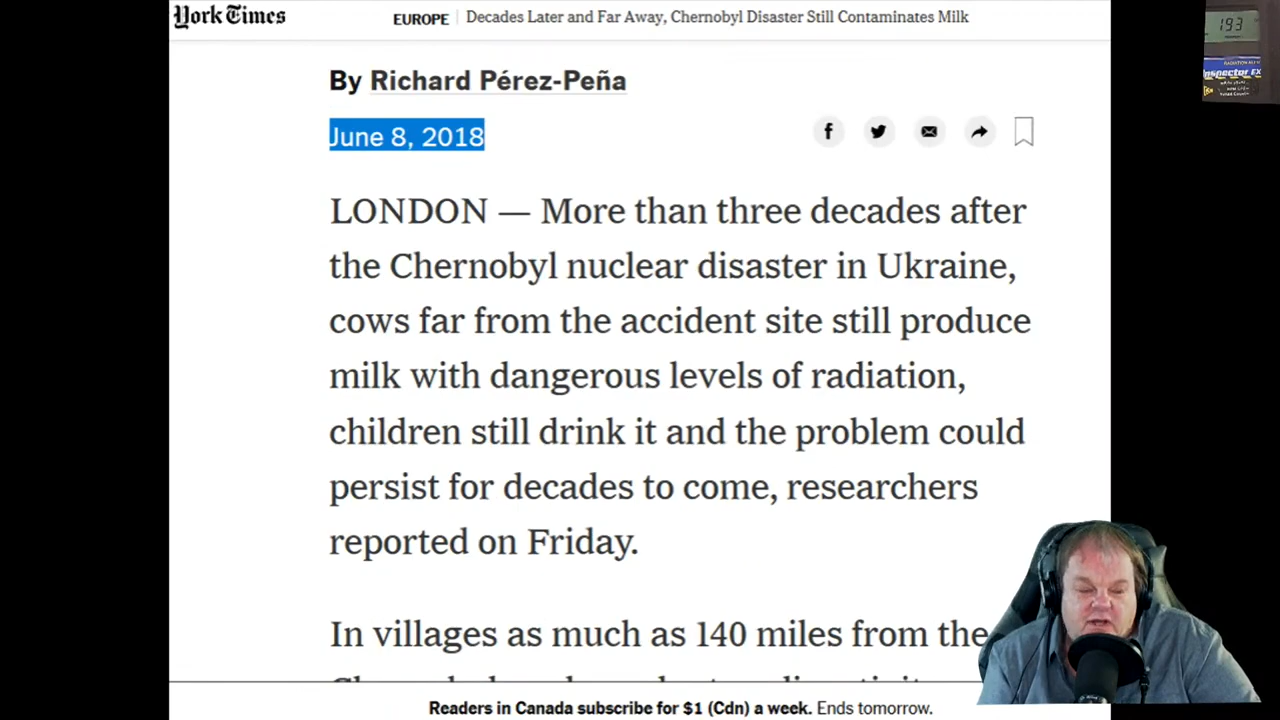 York Times
EUROPE Decades Later and Far Away, Chernobyl Disaster Still Contaminates Milk
193
Inspector EX
By Richard Pérez-Peña
June 8, 2018
LONDON — More than three decades after
the Chernobyl nuclear disaster in Ukraine,
cows far from the accident site still produce
milk with dangerous levels of radiation,
children still drink it and the problem could
persist for decades to come, researchers
reported on Friday.
In villages as much as 140 miles from the
Readers in Canada subscribe for $1 (Cdn) a week. Ends tomorrow.